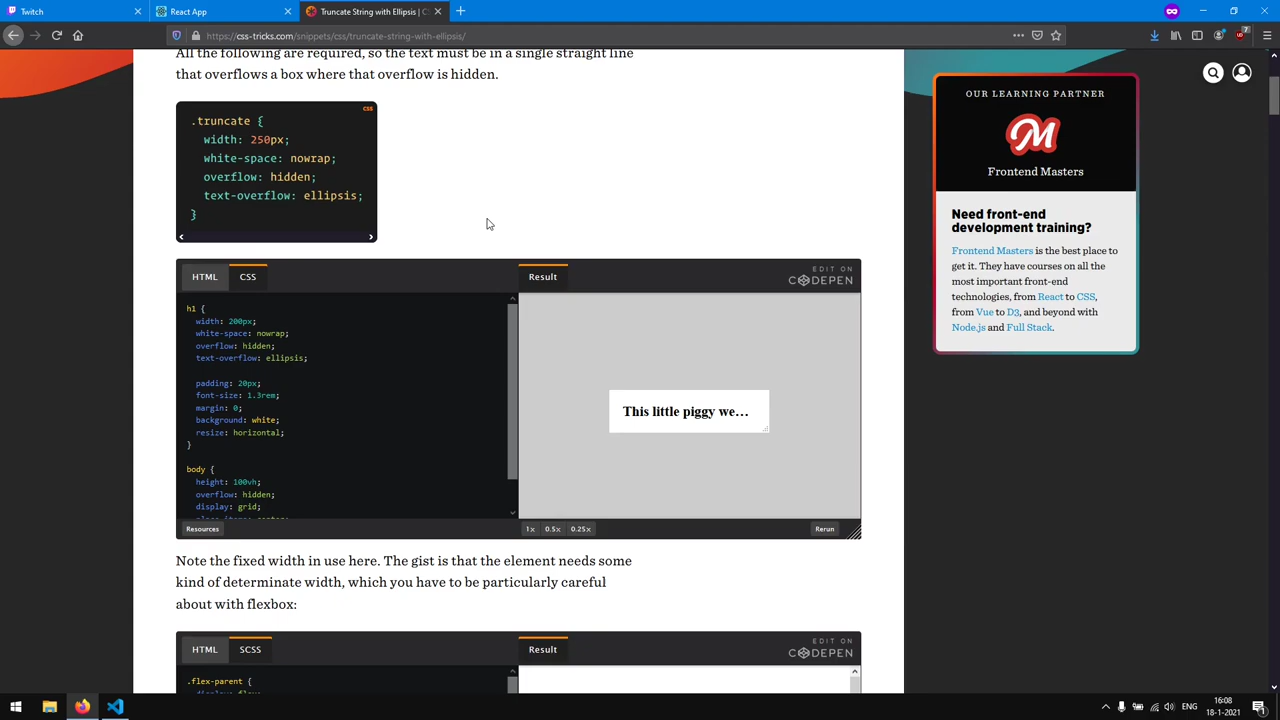 Twitch
React App
Truncate String with Ellipsis | C
https://css-tricks.com/snippets/css/truncate-string-with-ellipsis/
All the following are required, so the text must be in a single straight line
that overflows a box where that overflow is hidden.
CSS
.truncate {
width: 250px;
white-space: nowrap;
overflow: hidden;
text-overflow: ellipsis;
}
HTML
CSS
Result
EDIT ON
CODEPEN
h1 {
width: 200px;
white-space: nowrap;
overflow: hidden;
text-overflow: ellipsis;
padding: 20px;
font-size: 1.3rem;
margin: 0;
background: white;
resize: horizontal;
}
body {
height: 100vh;
overflow: hidden;
display: grid;
This little piggy we…
Resources
1x
0.5x
0.25x
Rerun
Note the fixed width in use here. The gist is that the element needs some
kind of determinate width, which you have to be particularly careful
about with flexbox:
HTML
SCSS
Result
EDIT ON
CODEPEN
.flex-parent {
OUR LEARNING PARTNER
M
Frontend Masters
Need front-end
development training?
Frontend Masters is the best place to
get it. They have courses on all the
most important front-end
technologies, from React to CSS,
from Vue to D3, and beyond with
Node.js and Full Stack.
ENG
16:08
18-1-2021